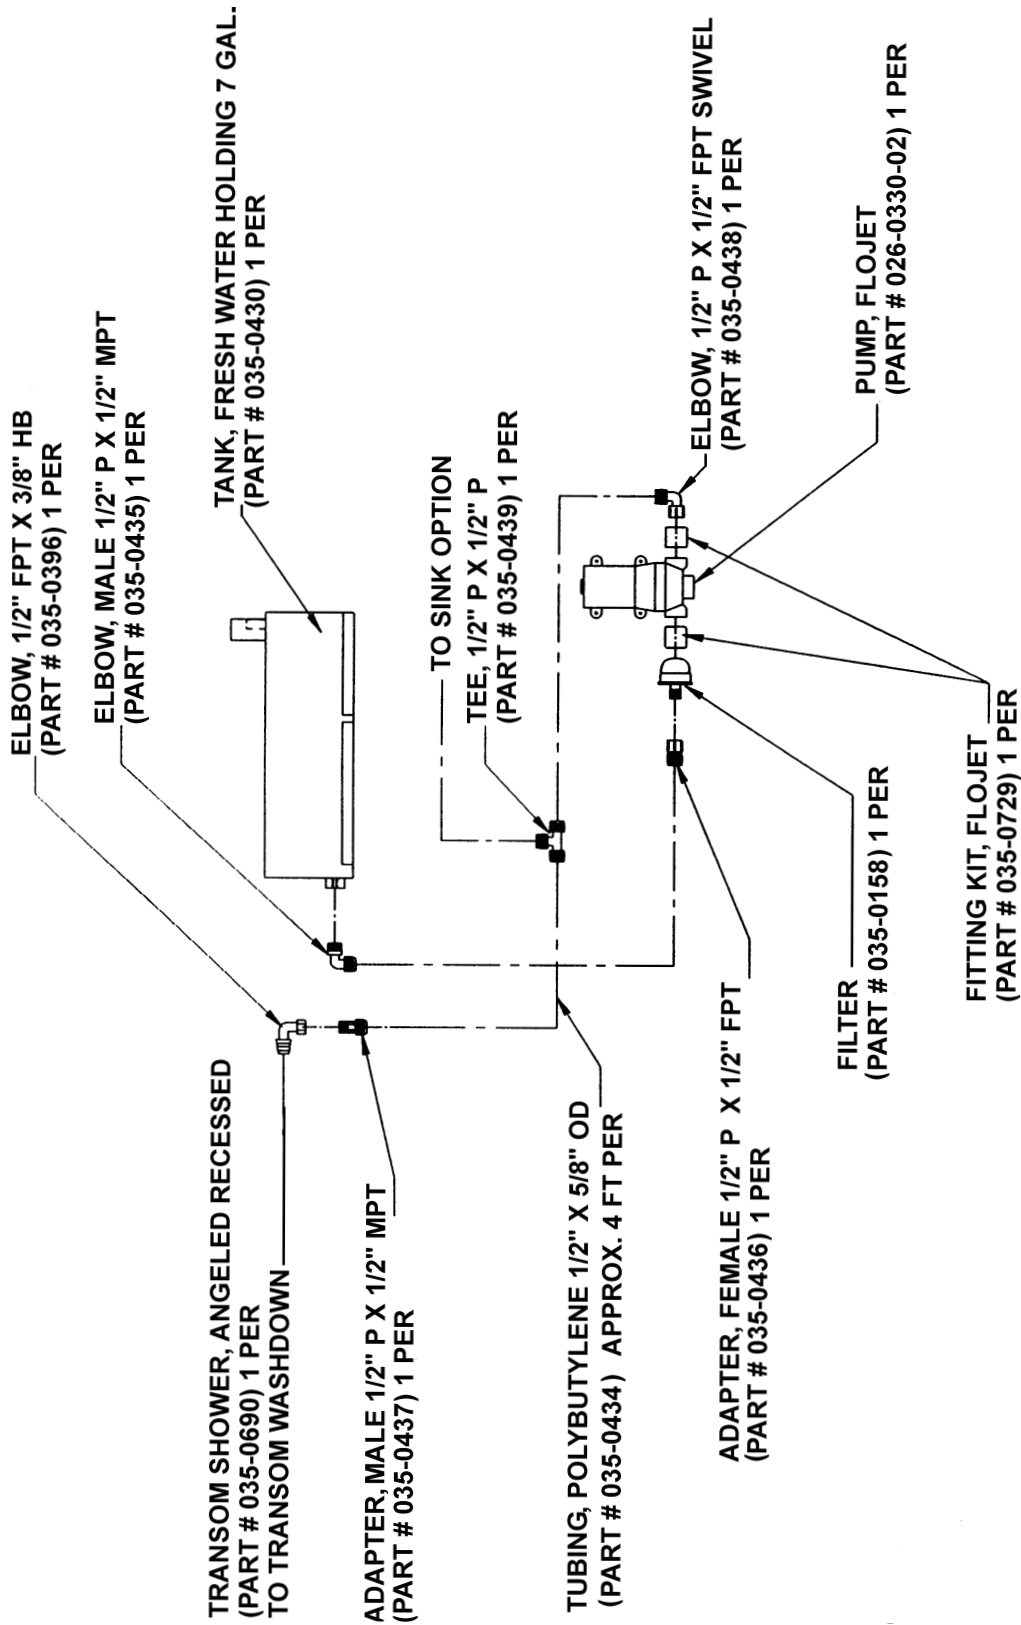 ELBOW, 1/2" FPT X 3/8" HB
(PART # 035-0396) 1 PER
ELBOW, MALE 1/2" P X 1/2" MPT
(PART # 035-0435) 1 PER
TANK, FRESH WATER HOLDING 7 GAL.
(PART # 035-0430) 1 PER
TRANSOM SHOWER, ANGELED RECESSED
(PART # 035-0690) 1 PER
TO TRANSOM WASHDOWN
ADAPTER, MALE 1/2" P X 1/2" MPT
(PART # 035-0437) 1 PER
TO SINK OPTION
TEE, 1/2" P X 1/2" P
(PART # 035-0439) 1 PER
TUBING, POLYBUTYLENE 1/2" X 5/8" OD
(PART # 035-0434) APPROX. 4 FT PER
ELBOW, 1/2" P X 1/2" FPT SWIVEL
(PART # 035-0438) 1 PER
ADAPTER, FEMALE 1/2" P X 1/2" FPT
(PART # 035-0436) 1 PER
PUMP, FLOJET
(PART # 026-0330-02) 1 PER
FILTER
(PART # 035-0158) 1 PER
FITTING KIT, FLOJET
(PART # 035-0729) 1 PER